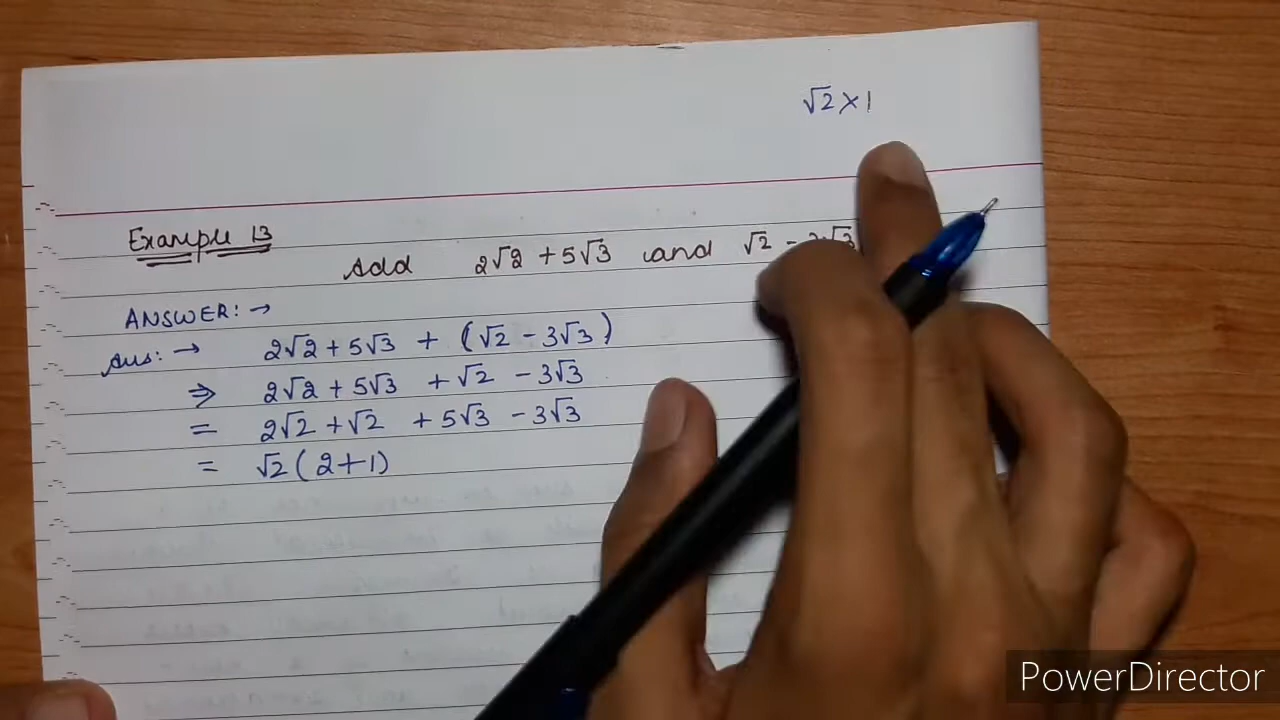 √2 × 1
Example 13
Add 2√2 + 5√3 and √2 - 3√3
ANSWER: →
Ans: → 2√2 + 5√3 + (√2 - 3√3)
⇒ 2√2 + 5√3 + √2 - 3√3
= 2√2 + √2 + 5√3 - 3√3
= √2 (2+1)
PowerDirector